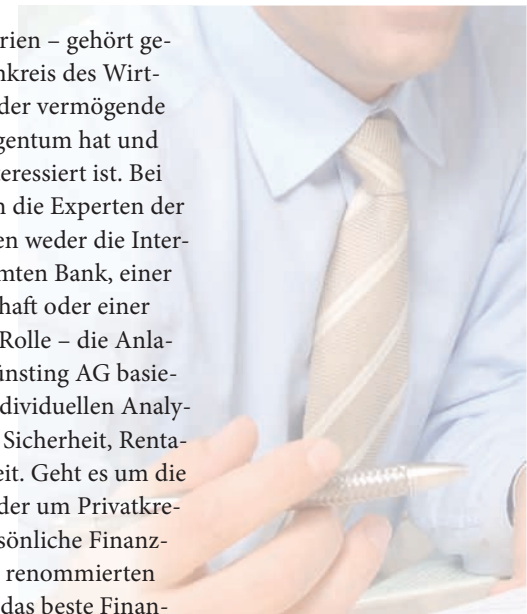 rien – gehört ge-
nkreis des Wirt-
der vermögende
gentum hat und
eressiert ist. Bei
n die Experten der
en weder die Inter-
mten Bank, einer
haft oder einer
Rolle – die Anla-
ünsting AG basie-
dividuellen Analy-
Sicherheit, Renta-
eit. Geht es um die
der um Privatkre-
sönliche Finanz-
renommierten
das beste Finan-